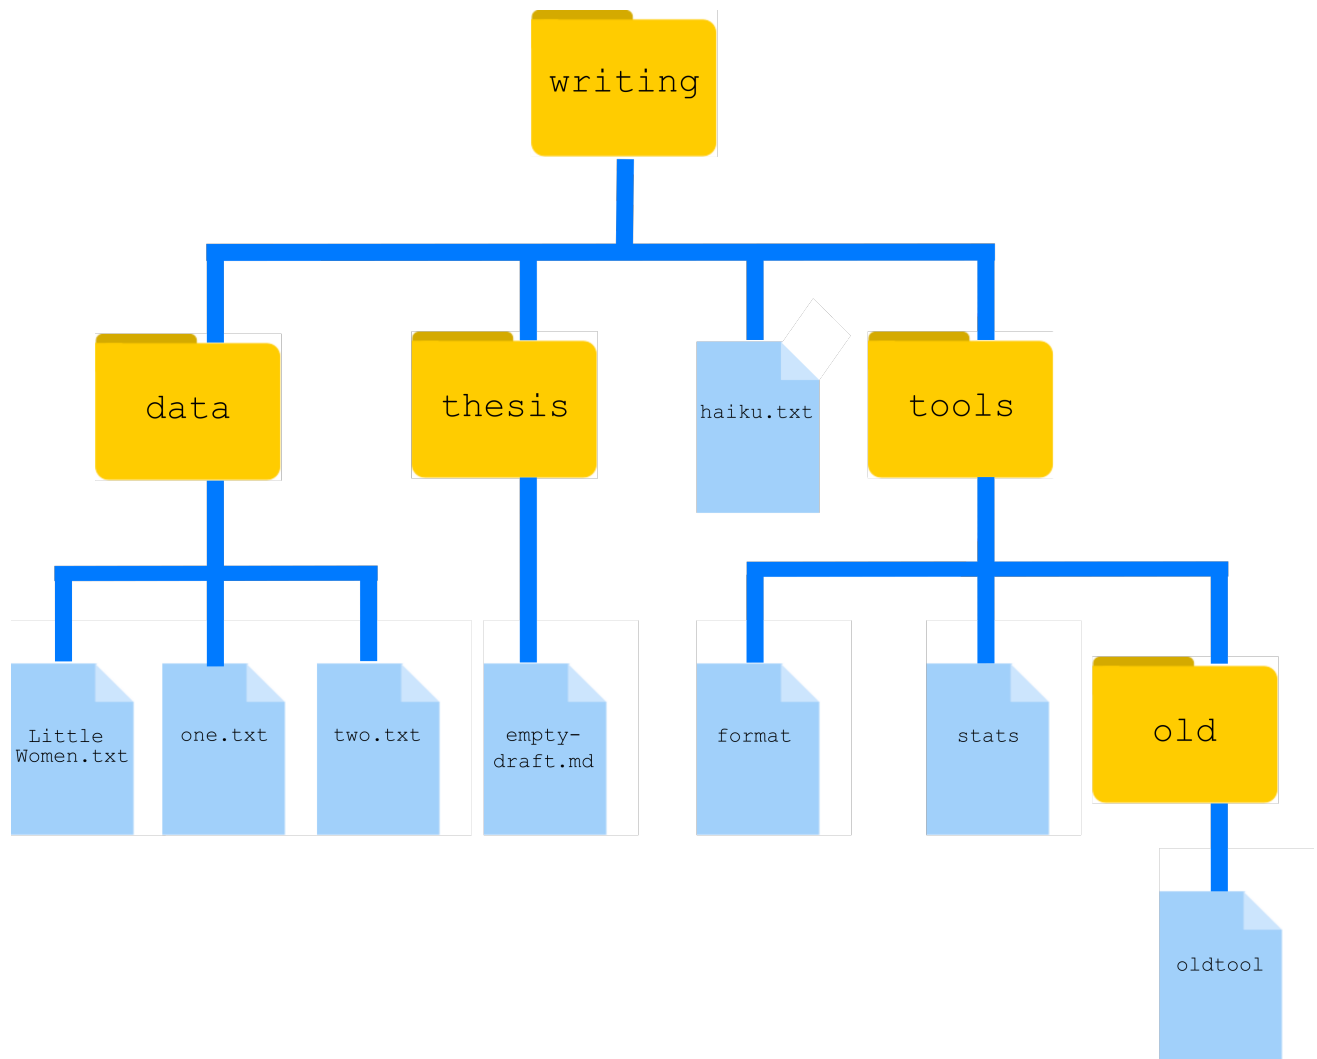 writing
data
thesis
haiku.txt
tools
Little
Women.txt
one.txt
two.txt
empty-
draft.md
format
stats
old
oldtool